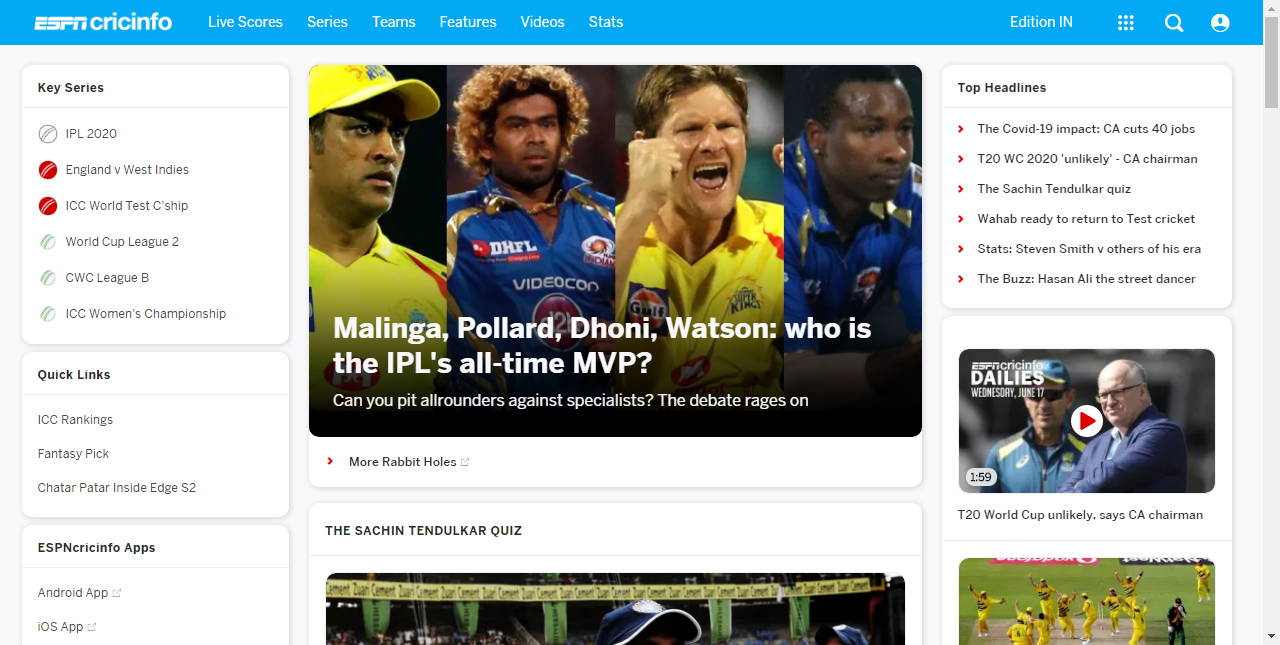 ESPN cricinfo
Live Scores
Series
Teams
Features
Videos
Stats
Edition IN
Key Series
IPL 2020
England v West Indies
ICC World Test C'ship
World Cup League 2
CWC League B
ICC Women's Championship
Quick Links
ICC Rankings
Fantasy Pick
Chatar Patar Inside Edge S2
ESPNcricinfo Apps
Android App
iOS App
DHFL
VIDEOCON
Gulf
SUPER
KINGS
Malinga, Pollard, Dhoni, Watson: who is
the IPL's all-time MVP?
Can you pit allrounders against specialists? The debate rages on
More Rabbit Holes
THE SACHIN TENDULKAR QUIZ
Top Headlines
The Covid-19 impact: CA cuts 40 jobs
T20 WC 2020 'unlikely' - CA chairman
The Sachin Tendulkar quiz
Wahab ready to return to Test cricket
Stats: Steven Smith v others of his era
The Buzz: Hasan Ali the street dancer
ESPNcricinfo
DAILIES
WEDNESDAY, JUNE 17
1:59
T20 World Cup unlikely, says CA chairman